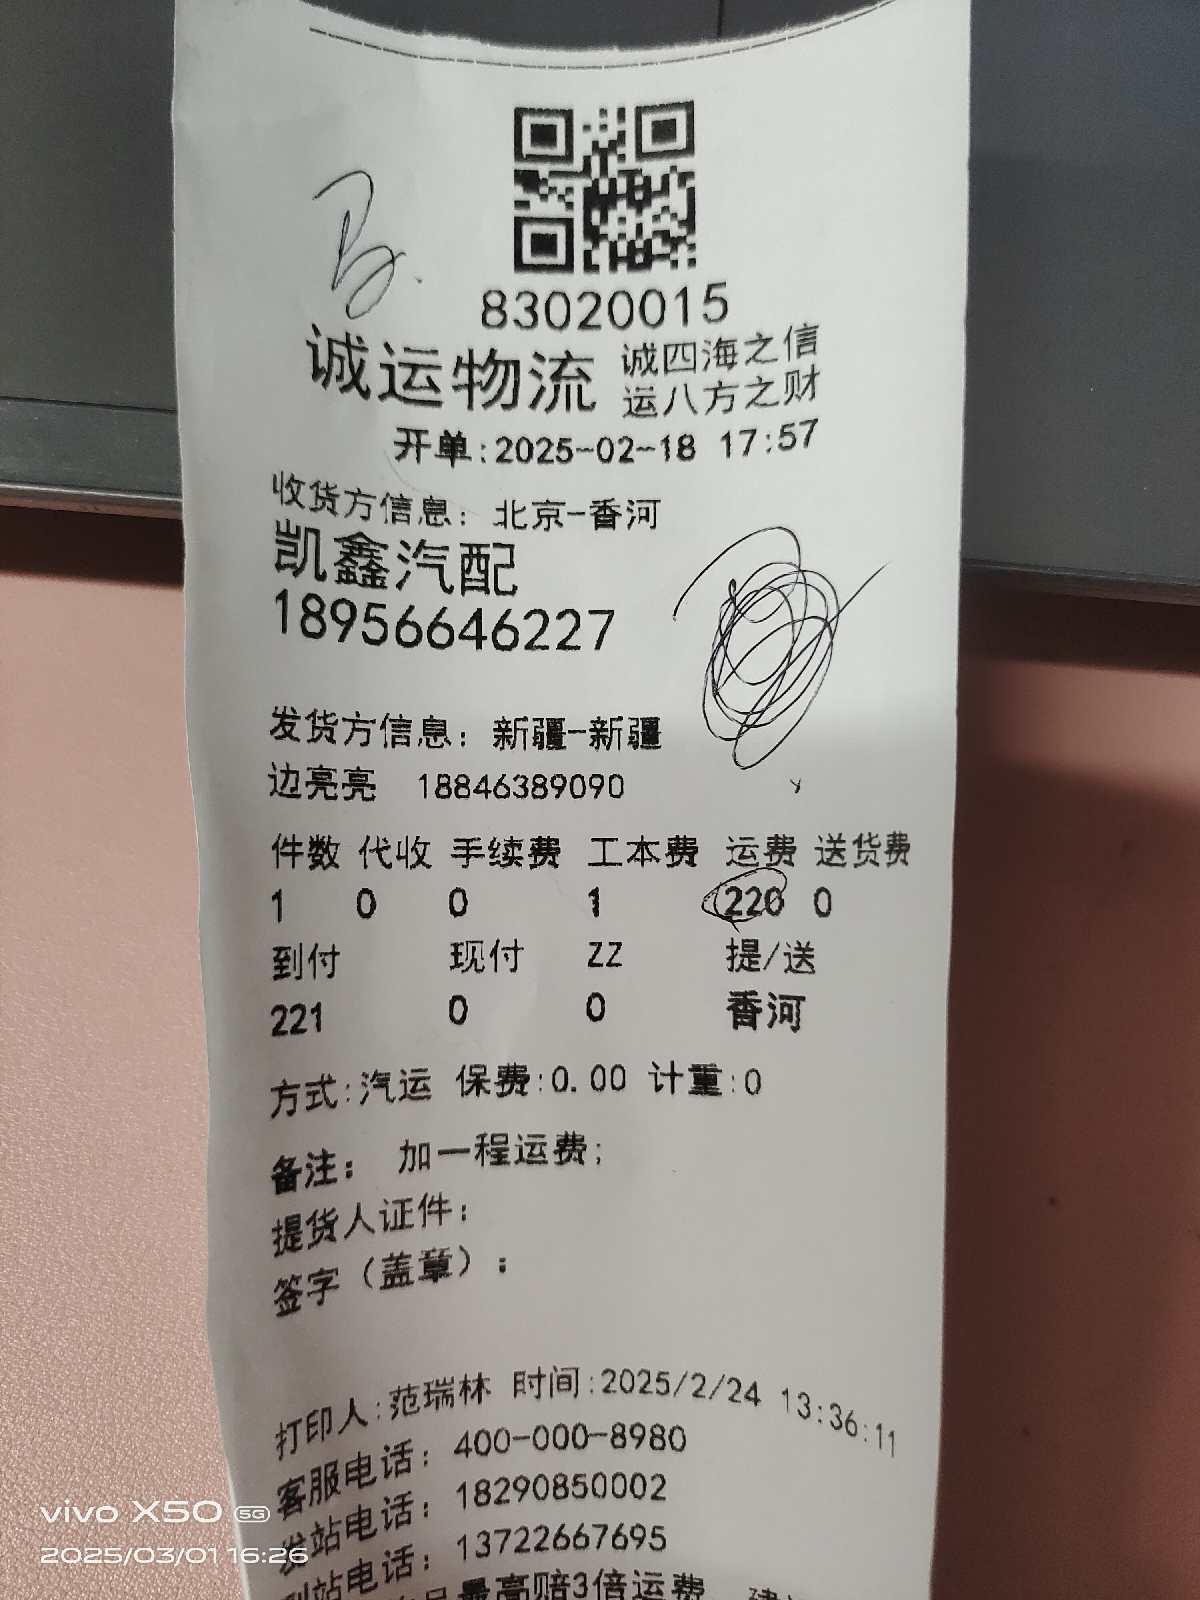 83020015
诚运物流 诚四海之信
运八方之财
开单:2025-02-18 17:57
收货方信息: 北京-香河
凯鑫汽配
18956646227
发货方信息: 新疆-新疆
边亮亮 18846389090
件数 代收 手续费 工本费 运费 送货费
1 0 0 1 220 0
到付 现付 ZZ 提/送
221 0 0 香河
方式:汽运 保费:0.00 计重:0
备注: 加一程运费;
提货人证件:
签字（盖章）:
打印人:范瑞林 时间:2025/2/24 13:36:11
客服电话: 400-000-8980
发站电话: 18290850002
到站电话: 13722667695
最高赔3倍运费
vivo X50 5G
2025/03/01 16:26